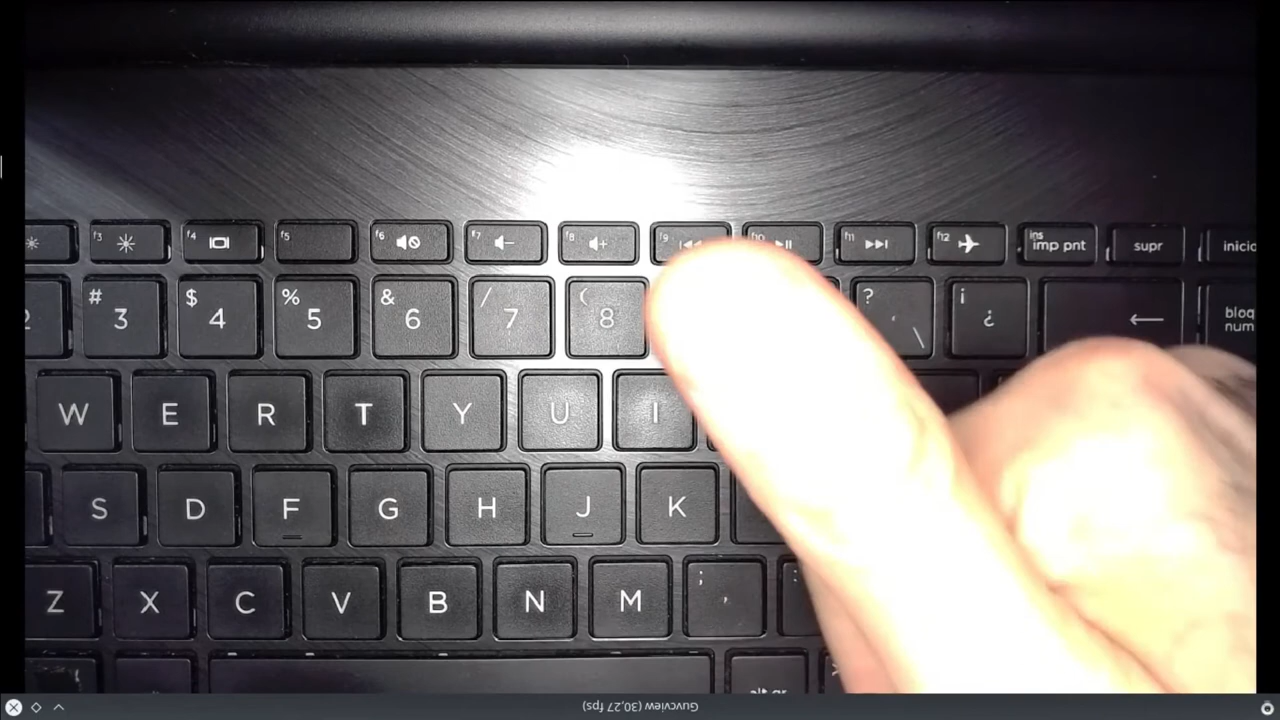 f3 f4 f5 f6 f7 f8 f9 f10 f11 f12 ins imp pnt supr inicio
# 3 $ 4 % 5 & 6 / 7 ( 8 ? ' \ ¡ ¿ ← bloq num
W E R T Y U I
S D F G H J K
Z X C V B N M ; ,
alt gr
Guvcview (30,27 fps)